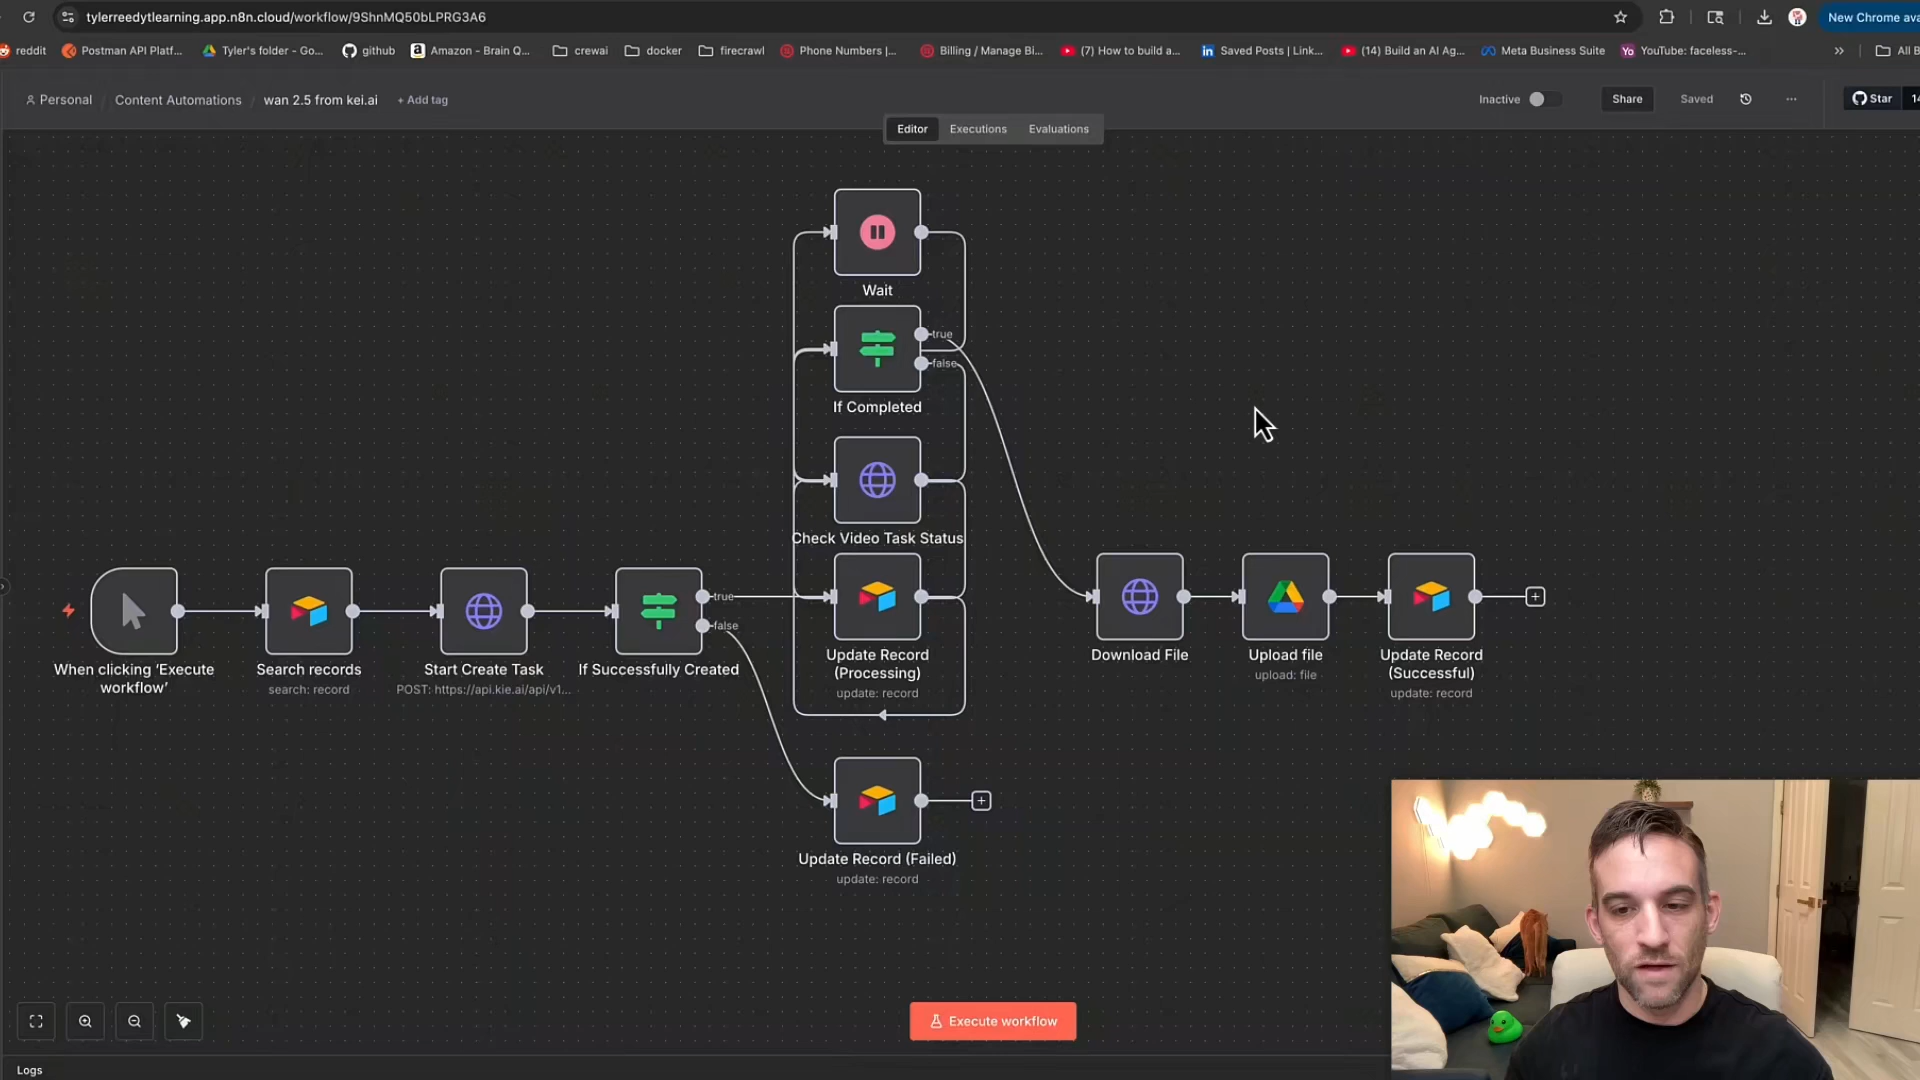 tylerreedytlearning.app.n8n.cloud/workflow/9ShnMQ50bLPRG3A6
New Chrome ava
reddit
Postman API Platf...
Tyler's folder - Go...
github
Amazon - Brain Q...
crewai
docker
firecrawl
Phone Numbers |...
Billing / Manage Bi...
(7) How to build a...
Saved Posts | Link...
(14) Build an AI Ag...
Meta Business Suite
YouTube: faceless-...
»
All B
Personal / Content Automations / wan 2.5 from kei.ai + Add tag
Inactive
Share
Saved
...
Star
14
Editor
Executions
Evaluations
Wait
true
false
If Completed
Check Video Task Status
true
false
When clicking ‘Execute
workflow’
Search records
search: record
Start Create Task
POST: https://api.kie.ai/api/v1...
If Successfully Created
Update Record
(Processing)
update: record
Download File
Upload file
upload: file
Update Record
(Successful)
update: record
Update Record (Failed)
update: record
Execute workflow
Logs